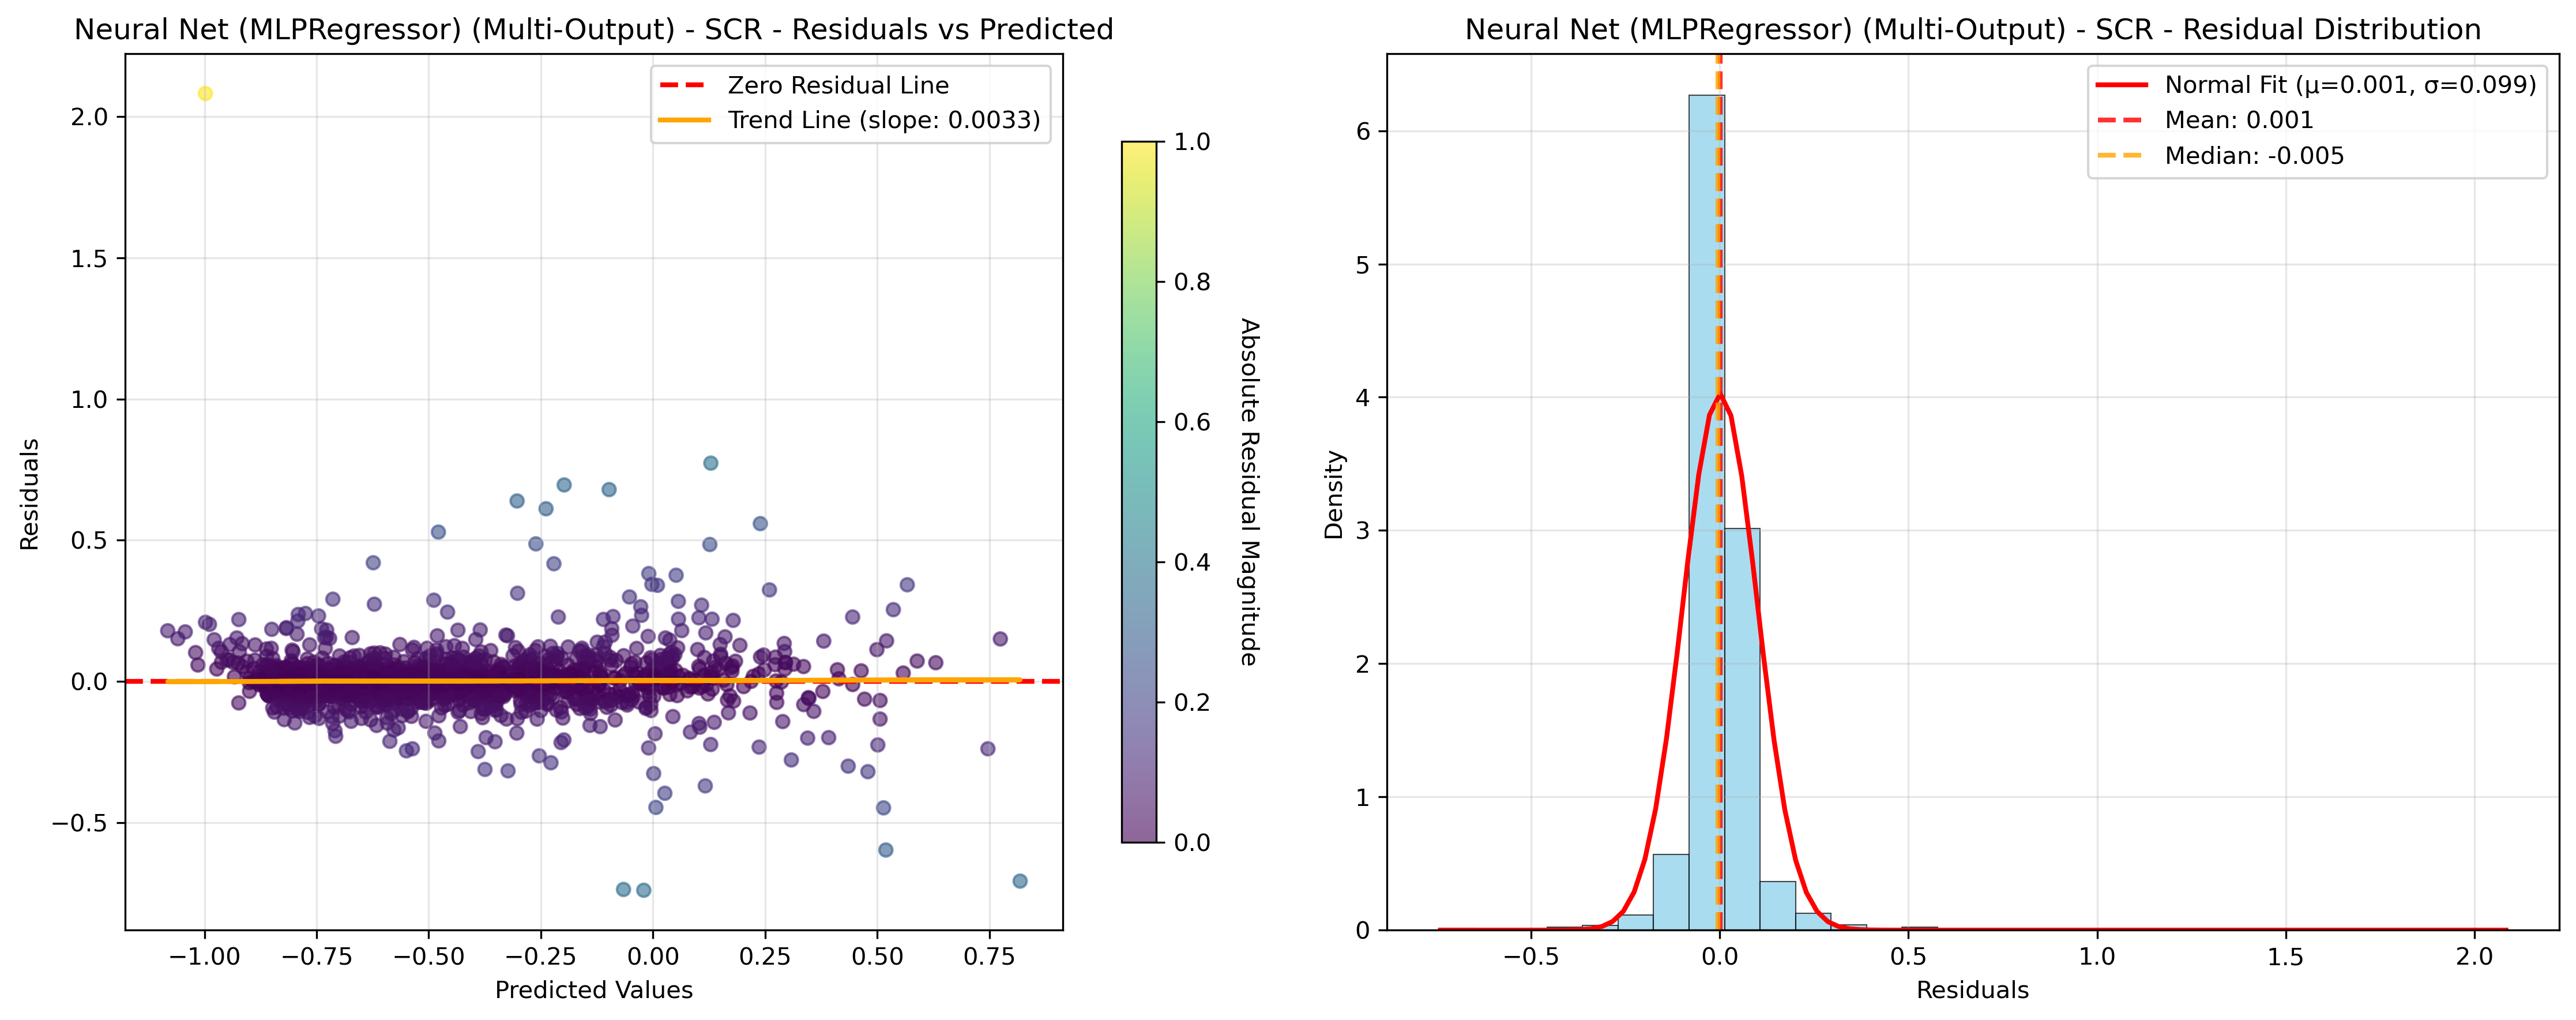 Neural Net (MLPRegressor) (Multi-Output) - SCR - Residuals vs Predicted
Zero Residual Line
Trend Line (slope: 0.0033)
2.0
1.5
1.0
0.5
0.0
−0.5
Residuals
−1.00
−0.75
−0.50
−0.25
0.00
0.25
0.50
0.75
Predicted Values
1.0
0.8
0.6
0.4
0.2
0.0
Absolute Residual Magnitude
Neural Net (MLPRegressor) (Multi-Output) - SCR - Residual Distribution
Normal Fit (μ=0.001, σ=0.099)
Mean: 0.001
Median: -0.005
6
5
4
3
2
1
0
Density
−0.5
0.0
0.5
1.0
1.5
2.0
Residuals